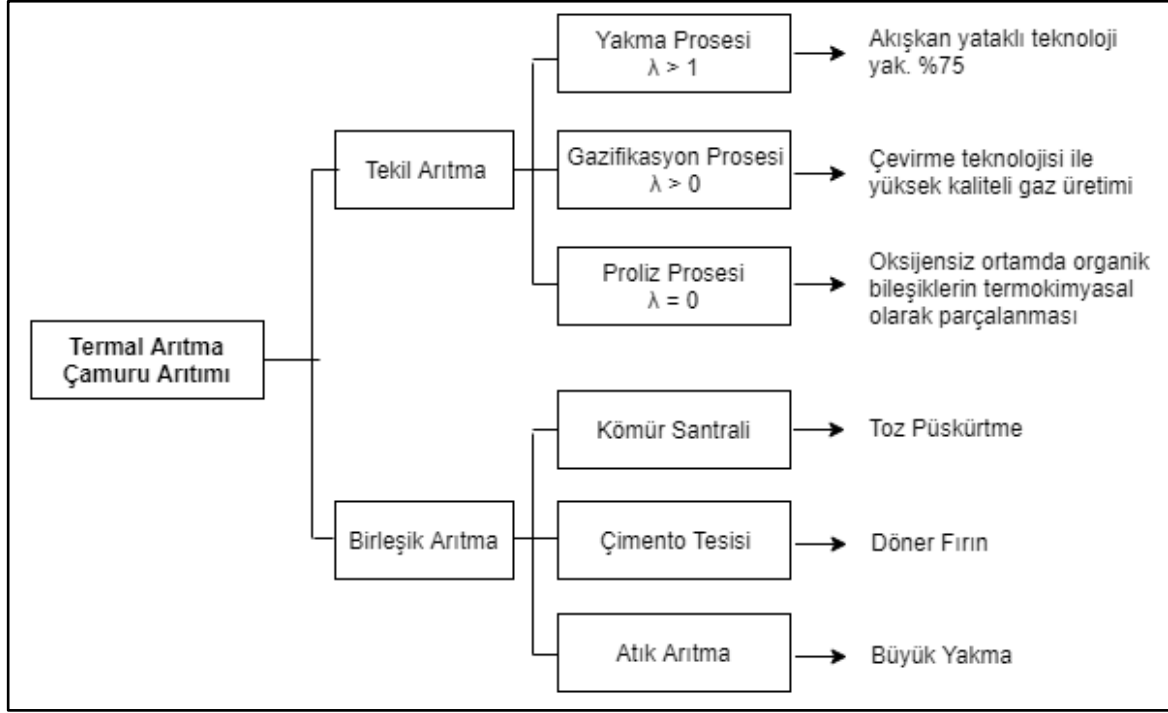 Yakma Prosesi
λ > 1
Akışkan yataklı teknoloji
yak. %75
Tekil Arıtma
Gazifikasyon Prosesi
λ > 0
Çevirme teknolojisi ile
yüksek kaliteli gaz üretimi
Proliz Prosesi
λ = 0
Oksijensiz ortamda organik
bileşiklerin termokimyasal
olarak parçalanması
Termal Arıtma
Çamuru Arıtımı
Kömür Santrali
Toz Püskürtme
Birleşik Arıtma
Çimento Tesisi
Döner Fırın
Atık Arıtma
Büyük Yakma